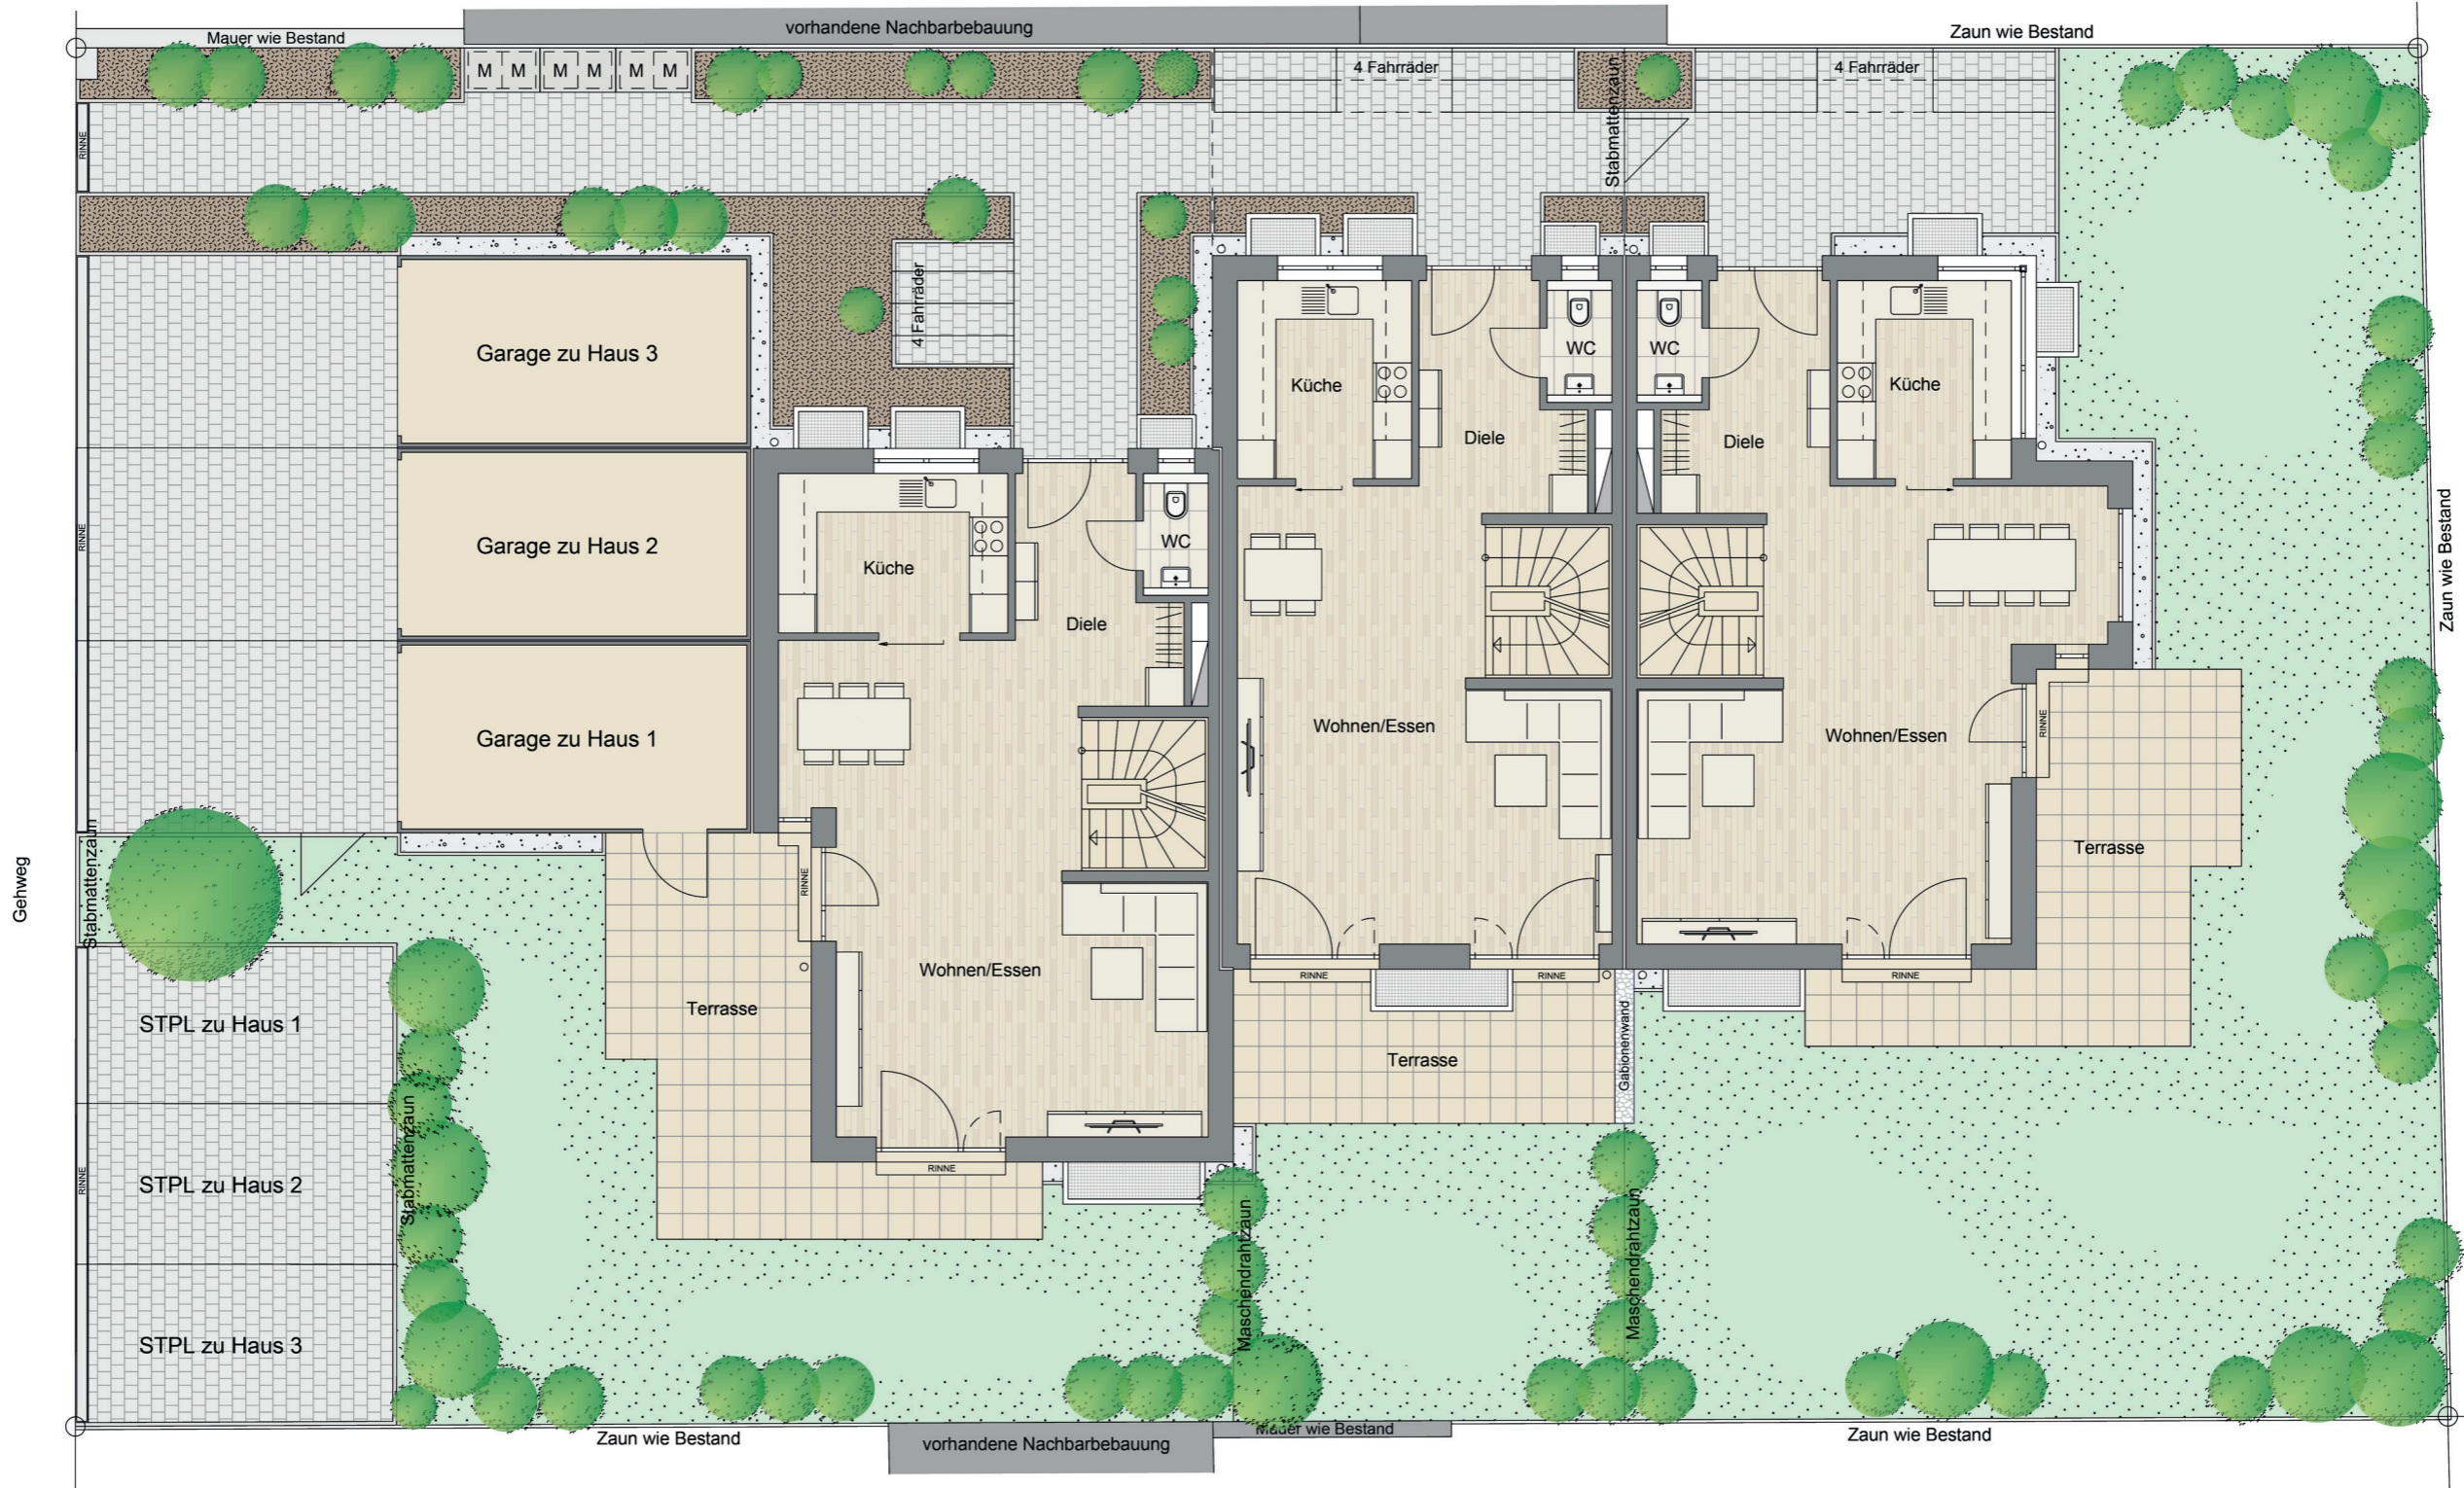 vorhandene Nachbarbebauung
Mauer wie Bestand
Zaun wie Bestand
M M M M M M
4 Fahrräder
4 Fahrräder
Stabmattenzaun
RINNE
4 Fahrräder
Garage zu Haus 3
WC
WC
Küche
Küche
Diele
Diele
RINNE
Garage zu Haus 2
Küche
WC
Zaun wie Bestand
Diele
Garage zu Haus 1
Wohnen/Essen
Wohnen/Essen
RINNE
Terrasse
Gehweg
Stabmattenzaun
RINNE
Wohnen/Essen
RINNE
RINNE
RINNE
Terrasse
STPL zu Haus 1
Gabionenwand
Terrasse
Stabmattenzaun
RINNE
RINNE
STPL zu Haus 2
Maschendrahtzaun
Maschendrahtzaun
STPL zu Haus 3
Mauer wie Bestand
Zaun wie Bestand
Zaun wie Bestand
vorhandene Nachbarbebauung